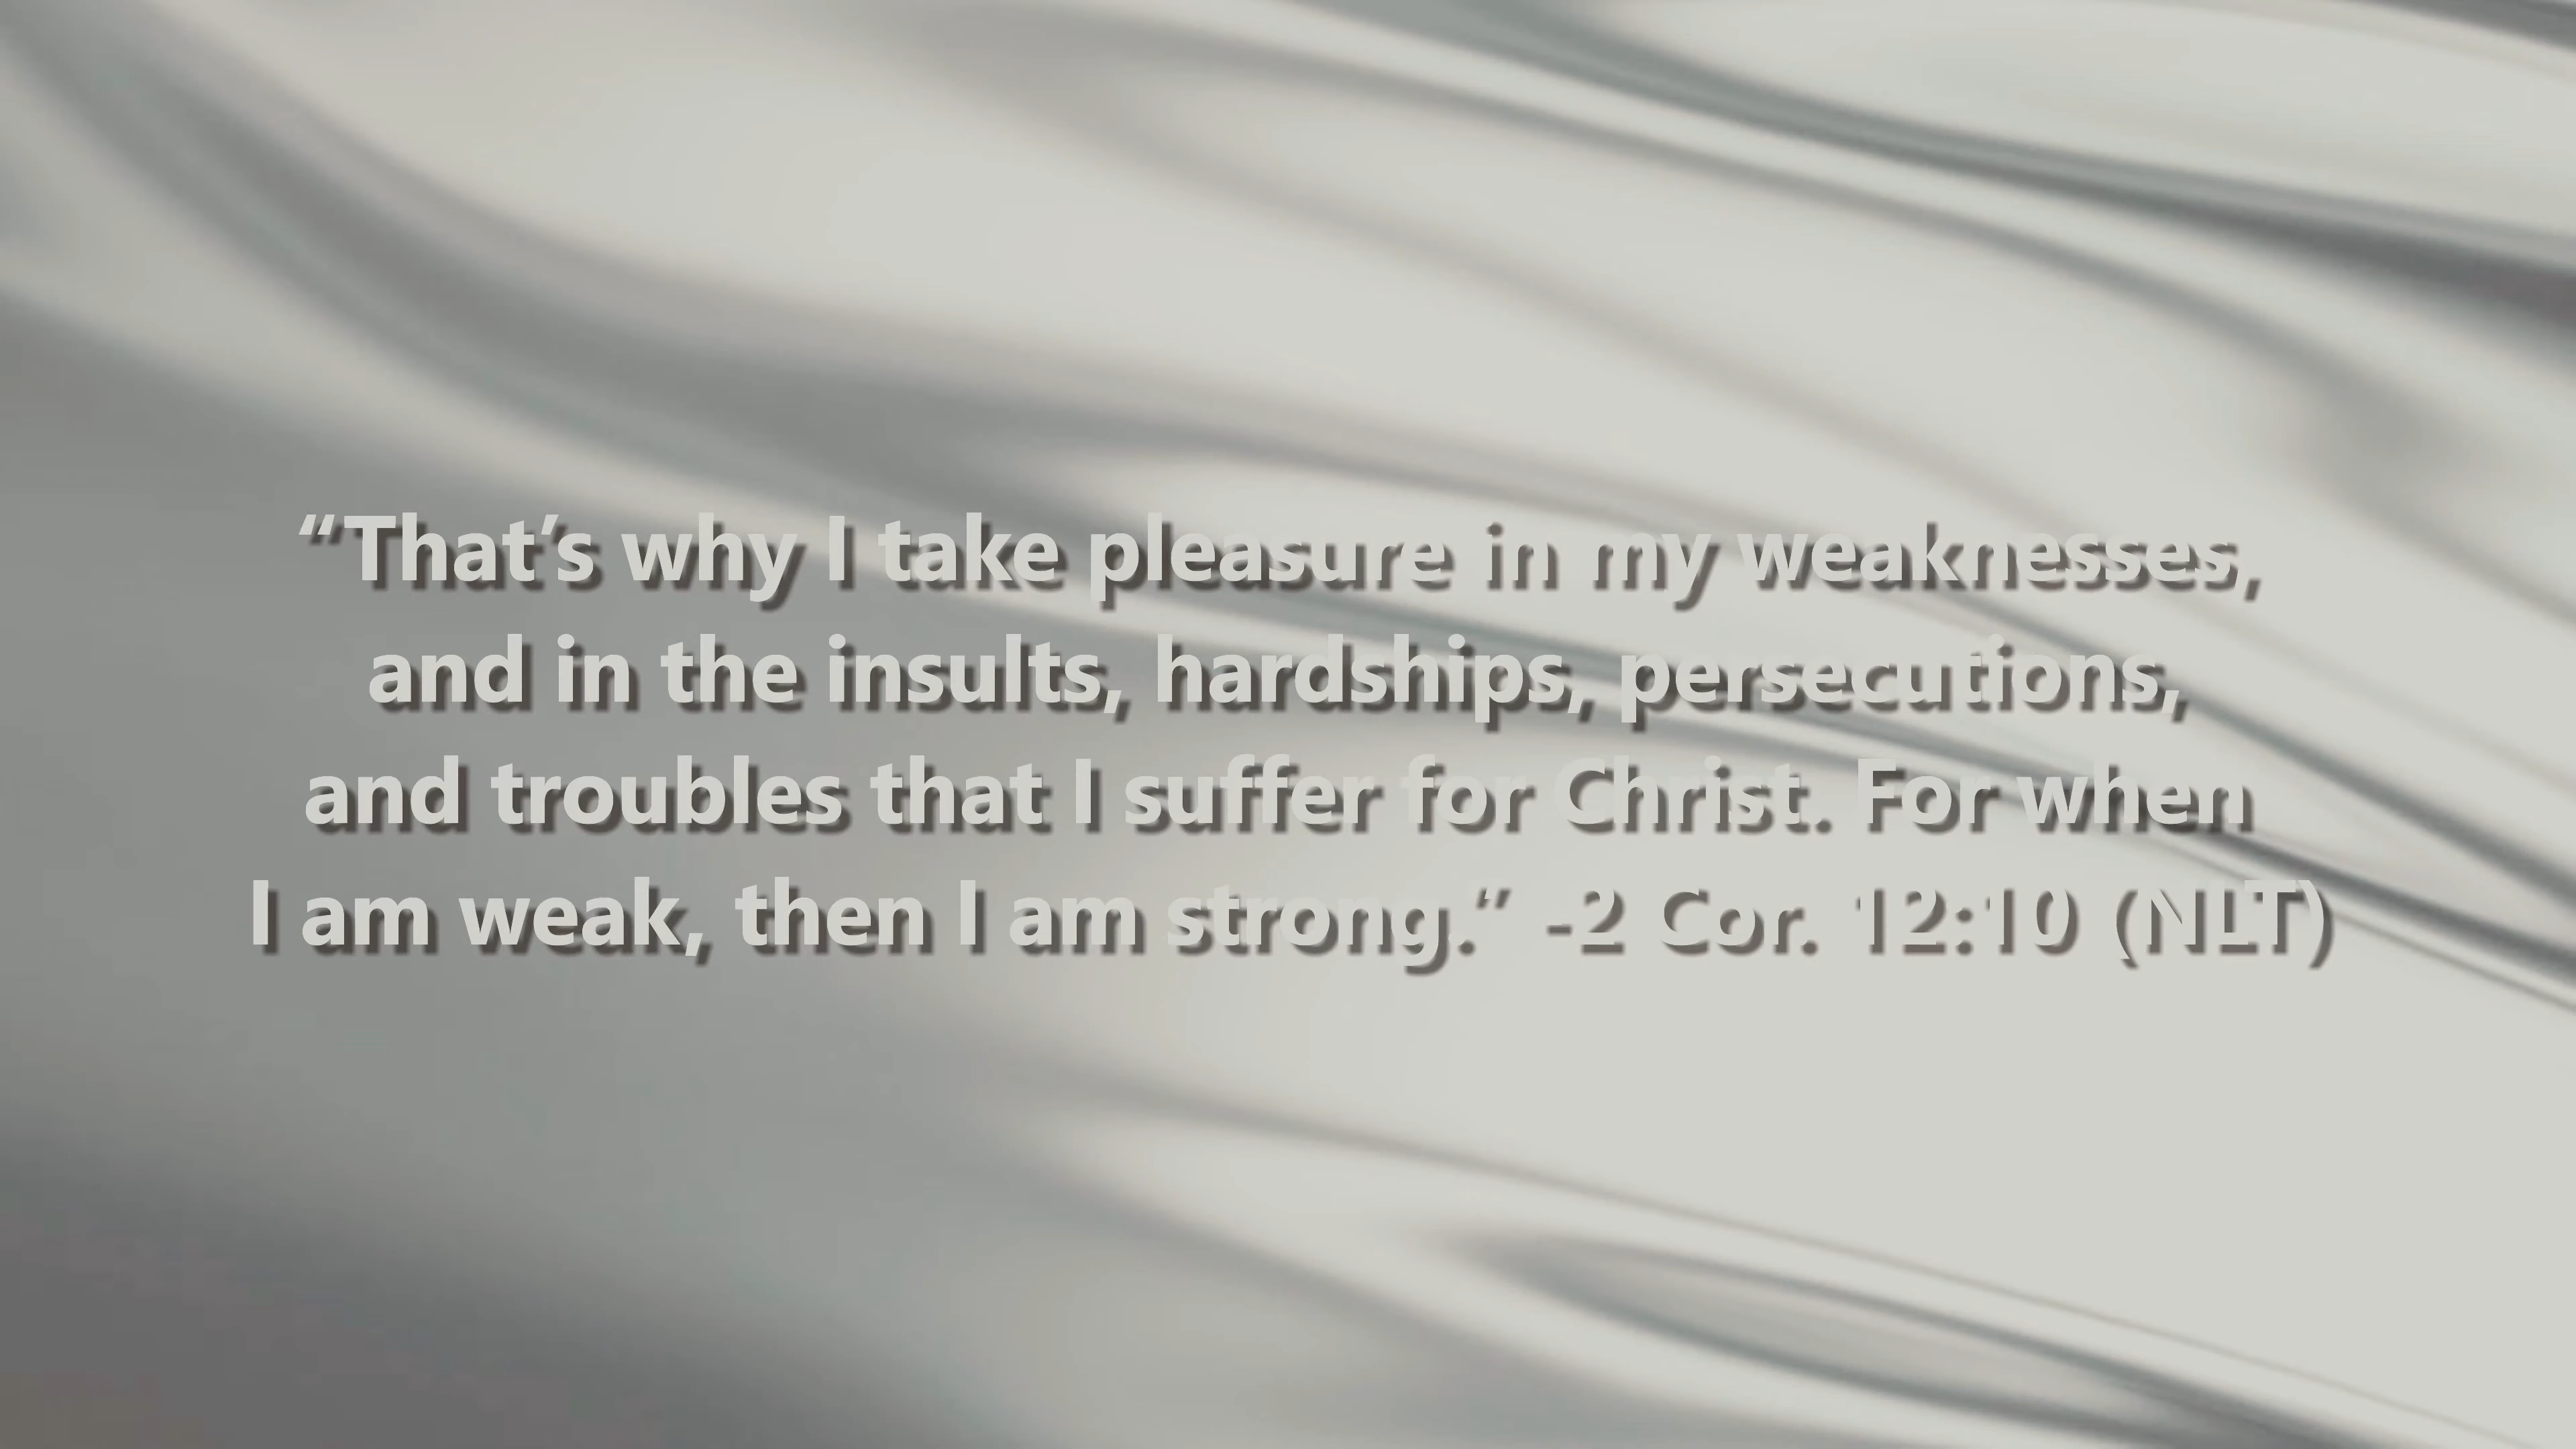 “That’s why I take pleasure in my weaknesses,
and in the insults, hardships, persecutions,
and troubles that I suffer for Christ. For when
I am weak, then I am strong.” -2 Cor. 12:10 (NLT)